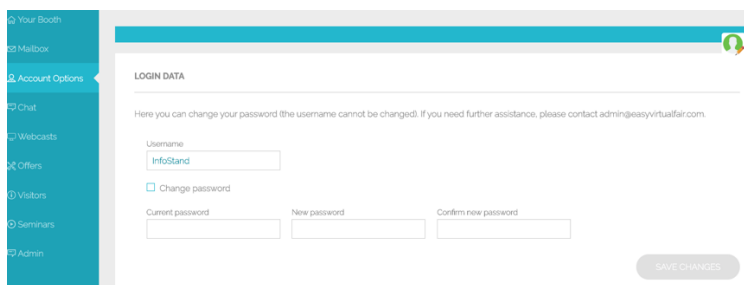 Your Booth
Mailbox
Account Options
Chat
Webcasts
Offers
Visitors
Seminars
Admin
LOGIN DATA
Here you can change your password (the username cannot be changed). If you need further assistance, please contact admin@easyvirtualfair.com.
Username
InfoStand
Change password
Current password New password Confirm new password
SAVE CHANGES